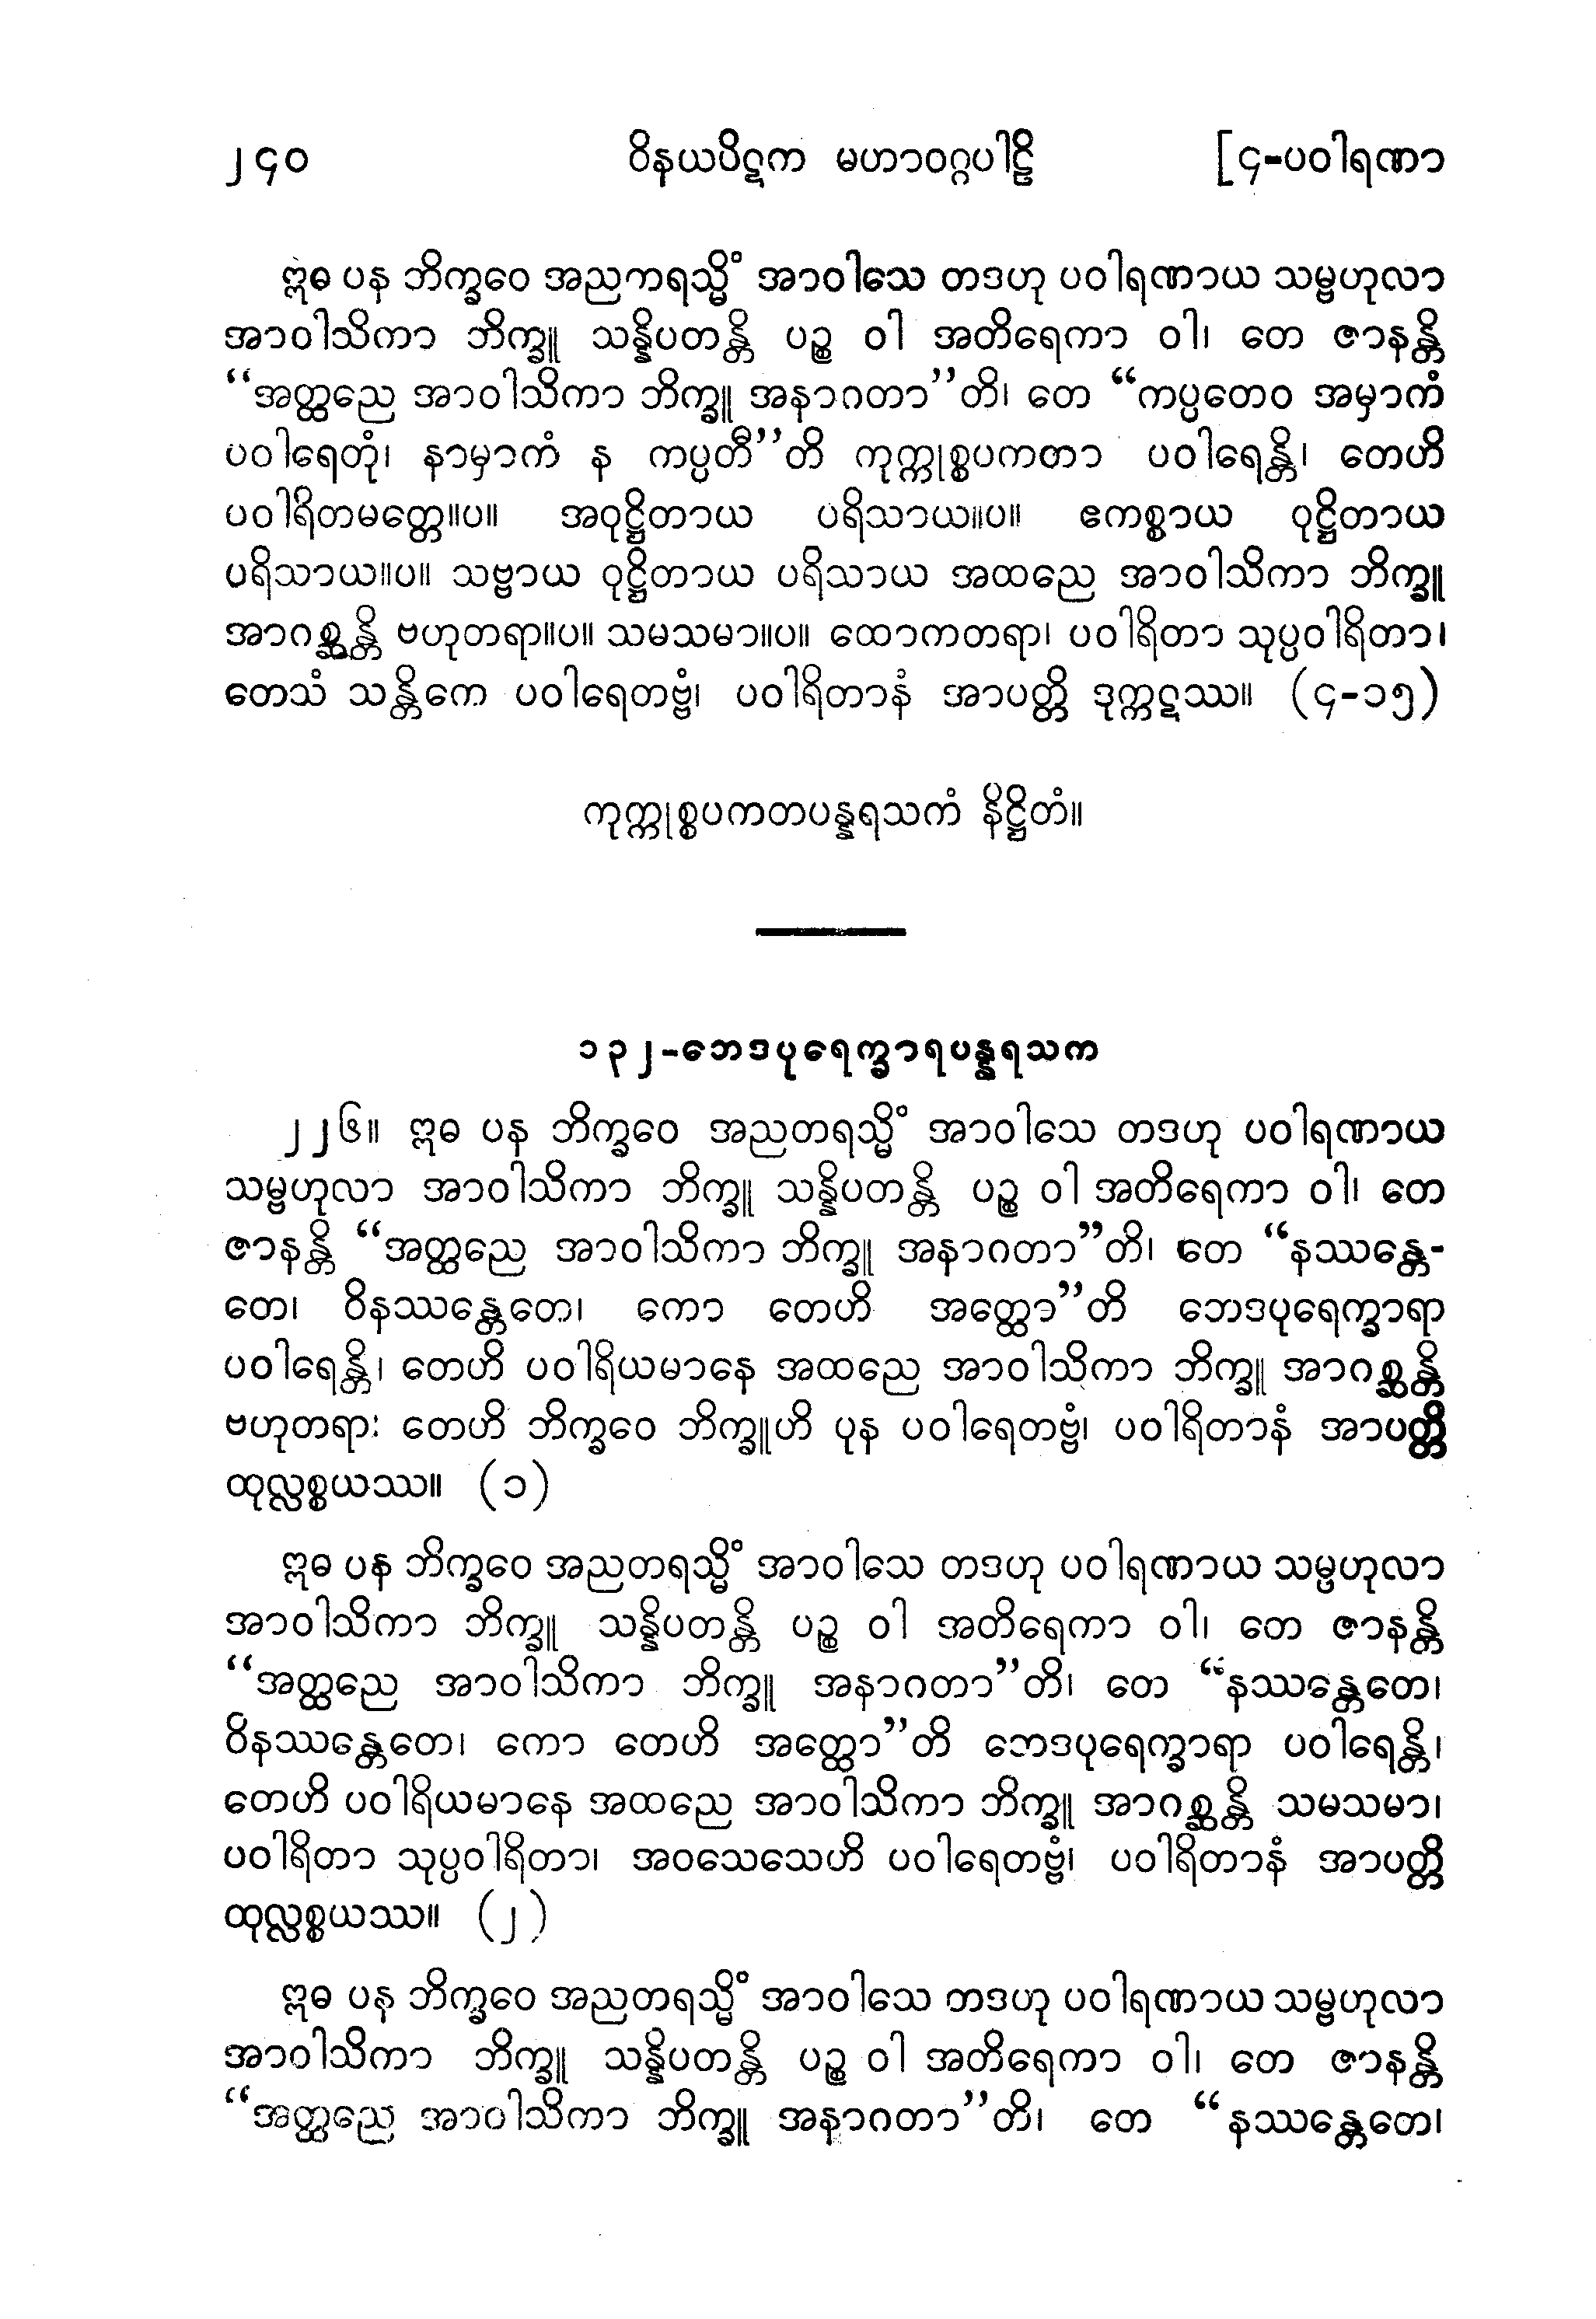 ၂၄၀ ဝိနယပိဋက မဟာဝဂ္ဂပါဠိ [၄-ပဝါရဏာ
ဣဓ ပန ဘိက္ခဝေ အညကရသ္မိံ အာဝါသေ တဒဟု ပဝါရဏာယ သမ္ဗဟုလာ
အာဝါသိကာ ဘိက္ခူ သန္နိပတန္တိ ပဉ္စ ဝါ အတိရေကာ ဝါ၊ တေ ဇာနန္တိ
“အတ္ထညေ အာဝါသိကာ ဘိက္ခူ အနာဂတာ”တိ၊ တေ “ကပ္ပတေဝ အမှာကံ
ပဝါရေတုံ၊ နာမှာကံ န ကပ္ပတီ”တိ ကုက္ကုစ္စပကတာ ပဝါရေန္တိ၊ တေဟိ
ပဝါရိတမတ္တေ။ပ။ အဝုဋ္ဌိတာယ ပရိသာယ။ပ။ ဧကစ္စာယ ဝုဋ္ဌိတာယ
ပရိသာယ။ပ။ သဗ္ဗာယ ဝုဋ္ဌိတာယ ပရိသာယ အထညေ အာဝါသိကာ ဘိက္ခူ
အာဂစ္ဆန္တိ ဗဟုတရာ။ပ။ သမသမာ။ပ။ ထောကတရာ၊ ပဝါရိတာ သုပ္ပဝါရိတာ၊
တေသံ သန္တိကေ ပဝါရေတဗ္ဗံ၊ ပဝါရိတာနံ အာပတ္တိ ဒုက္ကဋဿ။ (၄-၁၅)
ကုက္ကုစ္စပကတပန္နရသကံ နိဋ္ဌိတံ။
၁၃၂-ဘေဒပုရေက္ခာရပန္နရသက
၂၂၆။ ဣဓ ပန ဘိက္ခဝေ အညတရသ္မိံ အာဝါသေ တဒဟု ပဝါရဏာယ
သမ္ဗဟုလာ အာဝါသိကာ ဘိက္ခူ သန္နိပတန္တိ ပဉ္စ ဝါ အတိရေကာ ဝါ၊ တေ
ဇာနန္တိ “အတ္ထညေ အာဝါသိကာ ဘိက္ခူ အနာဂတာ”တိ၊ တေ “နဿန္တေ-
တေ၊ ဝိနဿန္တေတေ၊ ကော တေဟိ အတ္ထော”တိ ဘေဒပုရေက္ခာရာ
ပဝါရေန္တိ၊ တေဟိ ပဝါရိယမာနေ အထညေ အာဝါသိကာ ဘိက္ခူ အာဂစ္ဆန္တိ
ဗဟုတရာ၊ တေဟိ ဘိက္ခဝေ ဘိက္ခူဟိ ပုန ပဝါရေတဗ္ဗံ၊ ပဝါရိတာနံ အာပတ္တိ
ထုလ္လစ္စယဿ။ (၁)
ဣဓ ပန ဘိက္ခဝေ အညတရသ္မိံ အာဝါသေ တဒဟု ပဝါရဏာယ သမ္ဗဟုလာ
အာဝါသိကာ ဘိက္ခူ သန္နိပတန္တိ ပဉ္စ ဝါ အတိရေကာ ဝါ၊ တေ ဇာနန္တိ
“အတ္ထညေ အာဝါသိကာ ဘိက္ခူ အနာဂတာ”တိ၊ တေ “နဿန္တေတေ၊
ဝိနဿန္တေတေ၊ ကော တေဟိ အတ္ထော”တိ ဘေဒပုရေက္ခာရာ ပဝါရေန္တိ၊
တေဟိ ပဝါရိယမာနေ အထညေ အာဝါသိကာ ဘိက္ခူ အာဂစ္ဆန္တိ သမသမာ၊
ပဝါရိတာ သုပ္ပဝါရိတာ၊ အဝသေသေဟိ ပဝါရေတဗ္ဗံ၊ ပဝါရိတာနံ အာပတ္တိ
ထုလ္လစ္စယဿ။ (၂)
ဣဓ ပန ဘိက္ခဝေ အညတရသ္မိံ အာဝါသေ တဒဟု ပဝါရဏာယ သမ္ဗဟုလာ
အာဝါသိကာ ဘိက္ခူ သန္နိပတန္တိ ပဉ္စ ဝါ အတိရေကာ ဝါ၊ တေ ဇာနန္တိ
“အတ္ထညေ အာဝါသိကာ ဘိက္ခူ အနာဂတာ”တိ၊ တေ “နဿန္တေတေ၊